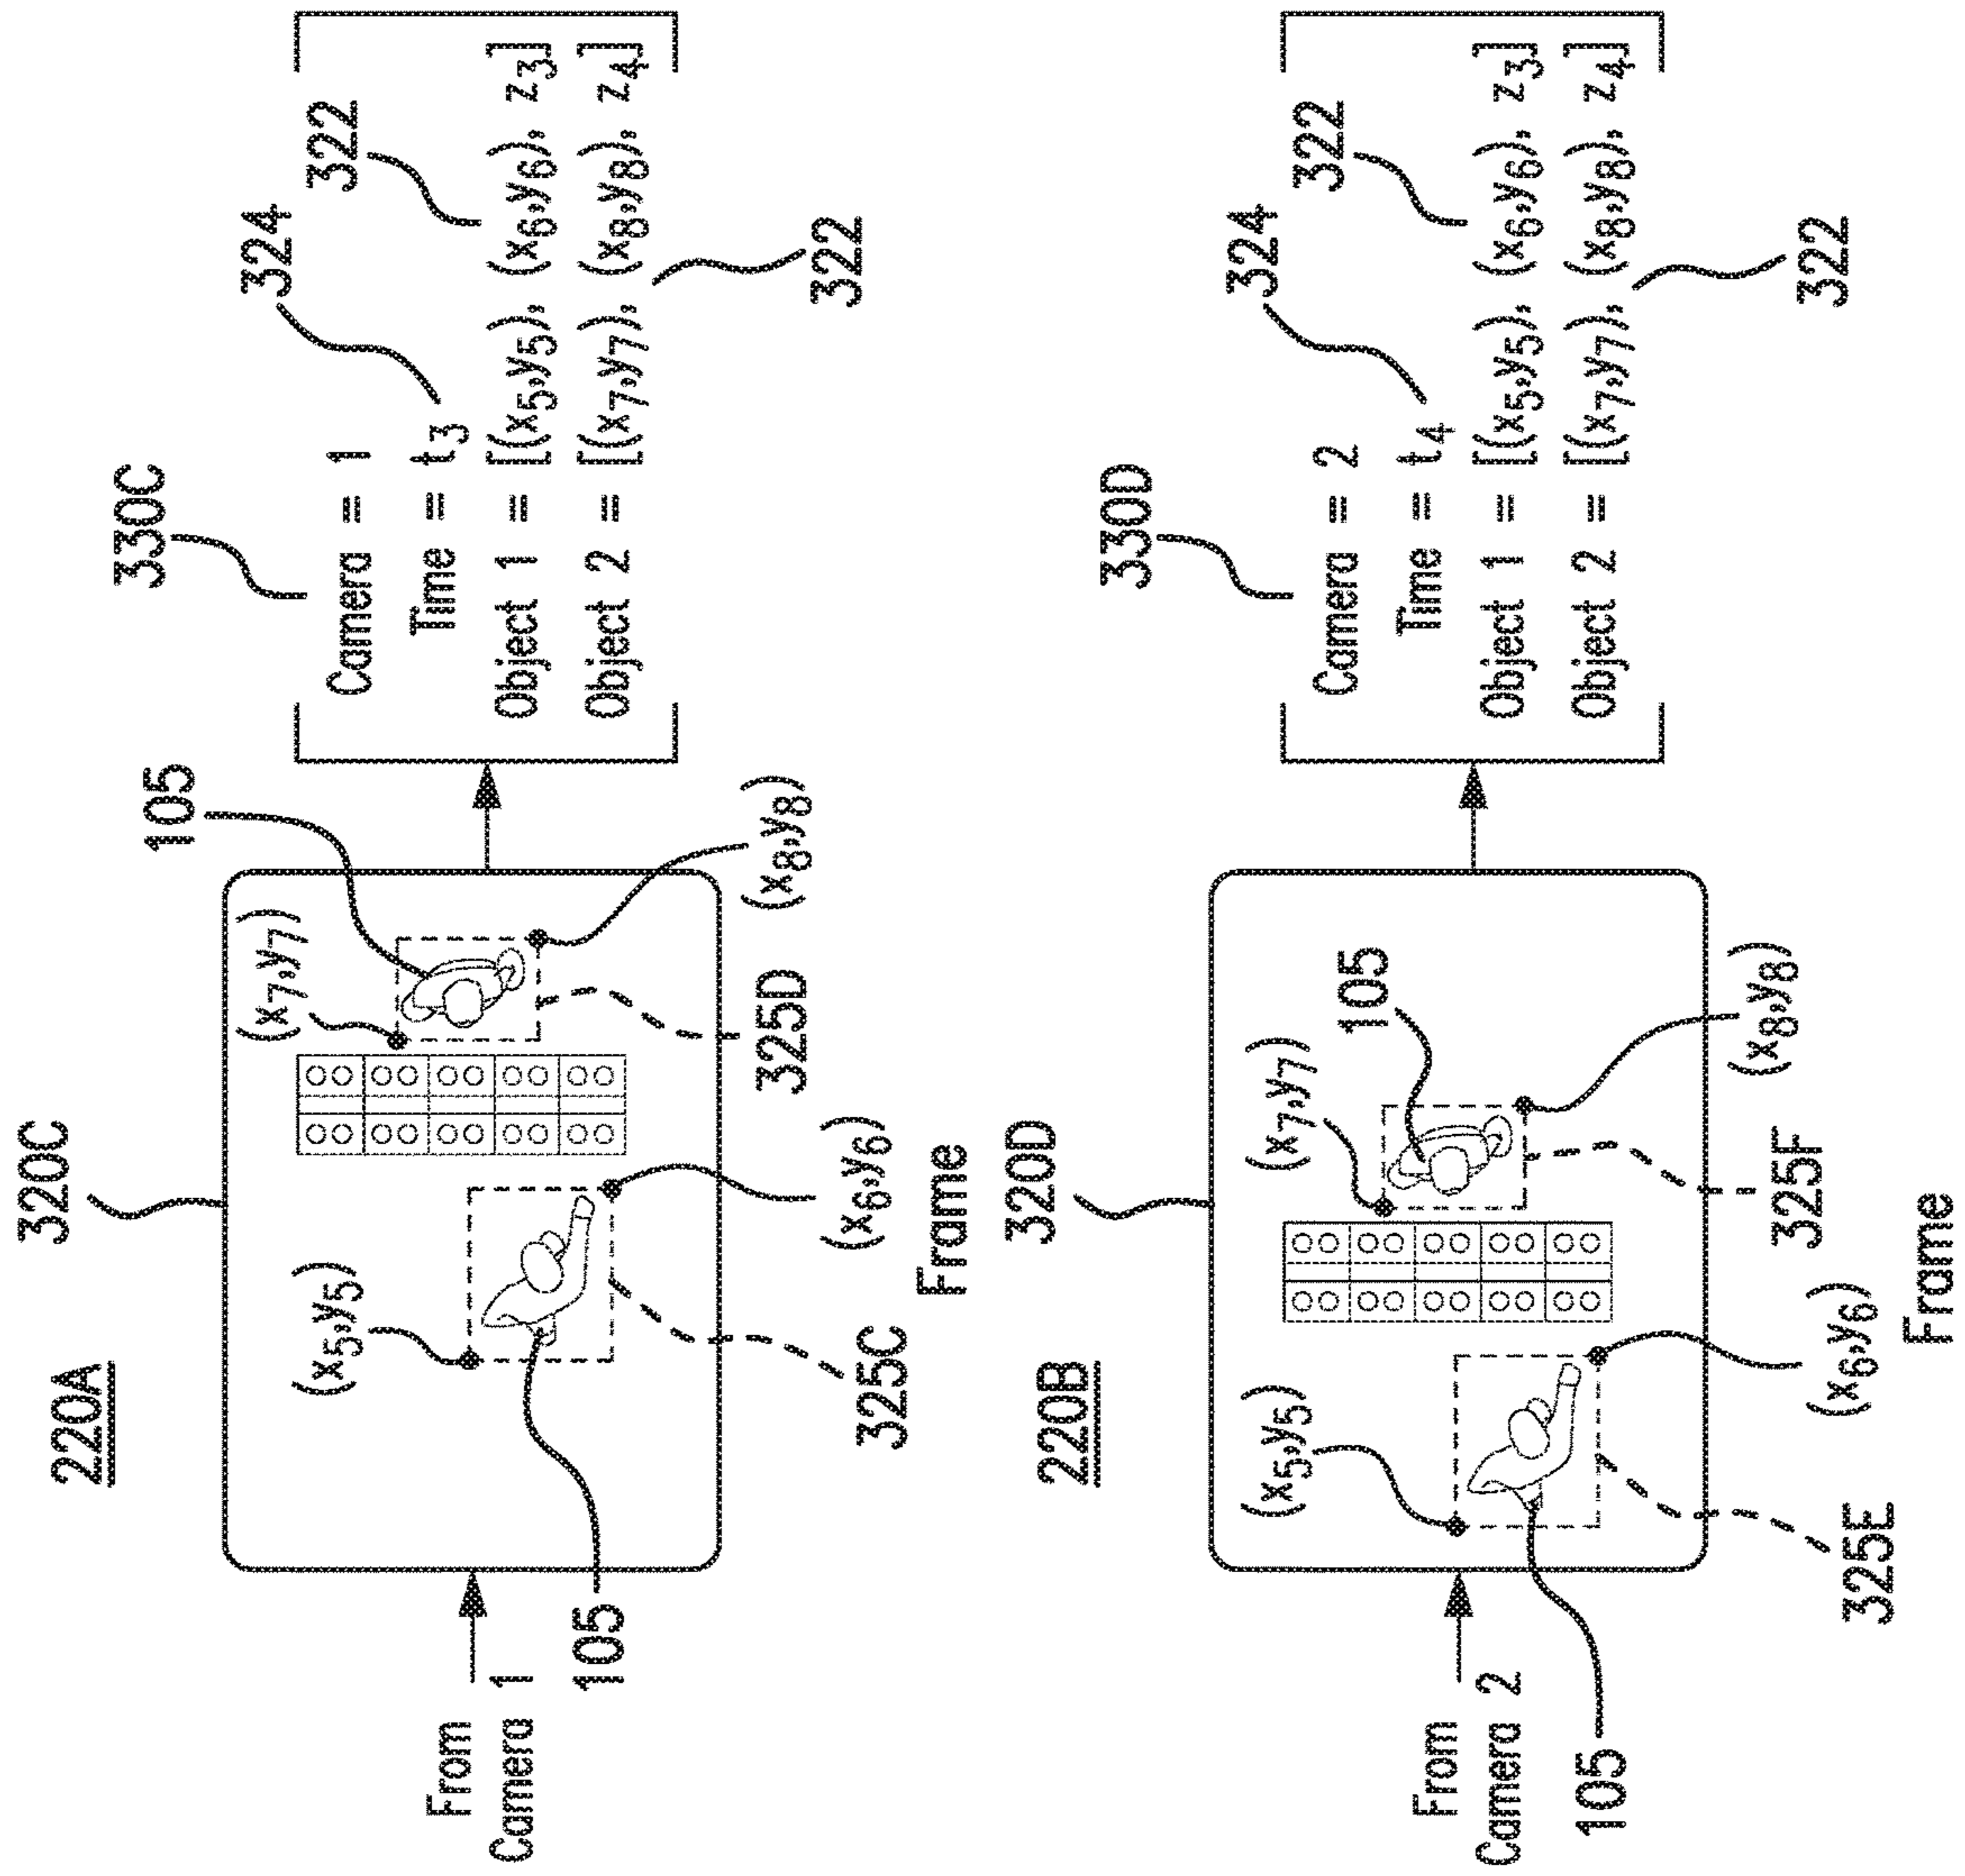 220A
320C
From
Camera 1
105
(x5,y5)
(x7,y7)
105
325C
(x6,y6)
325D
(x8,y8)
Frame
330C
324
322
Camera = 1
Time = t3
Object 1 = [(x5,y5), (x6,y6), z3]
Object 2 = [(x7,y7), (x8,y8), z4]
322
220B
320D
From
Camera 2
105
(x5,y5)
(x7,y7)
105
325E
(x6,y6)
325F
(x8,y8)
Frame
330D
324
322
Camera = 2
Time = t4
Object 1 = [(x5,y5), (x6,y6), z3]
Object 2 = [(x7,y7), (x8,y8), z4]
322